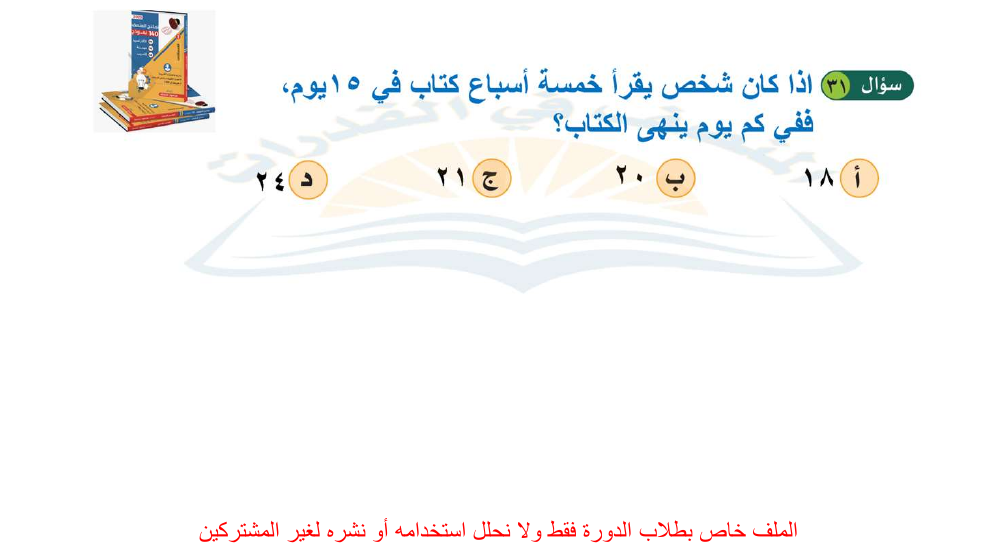 سؤال ٣١ اذا كان شخص يقرأ خمسة أسباع كتاب في ١٥ يوم،
ففي كم يوم ينهى الكتاب؟
أ ١٨ ب ٢٠ ج ٢١ د ٢٤
الملف خاص بطلاب الدورة فقط ولا نحلل استخدامه أو نشره لغير المشتركين